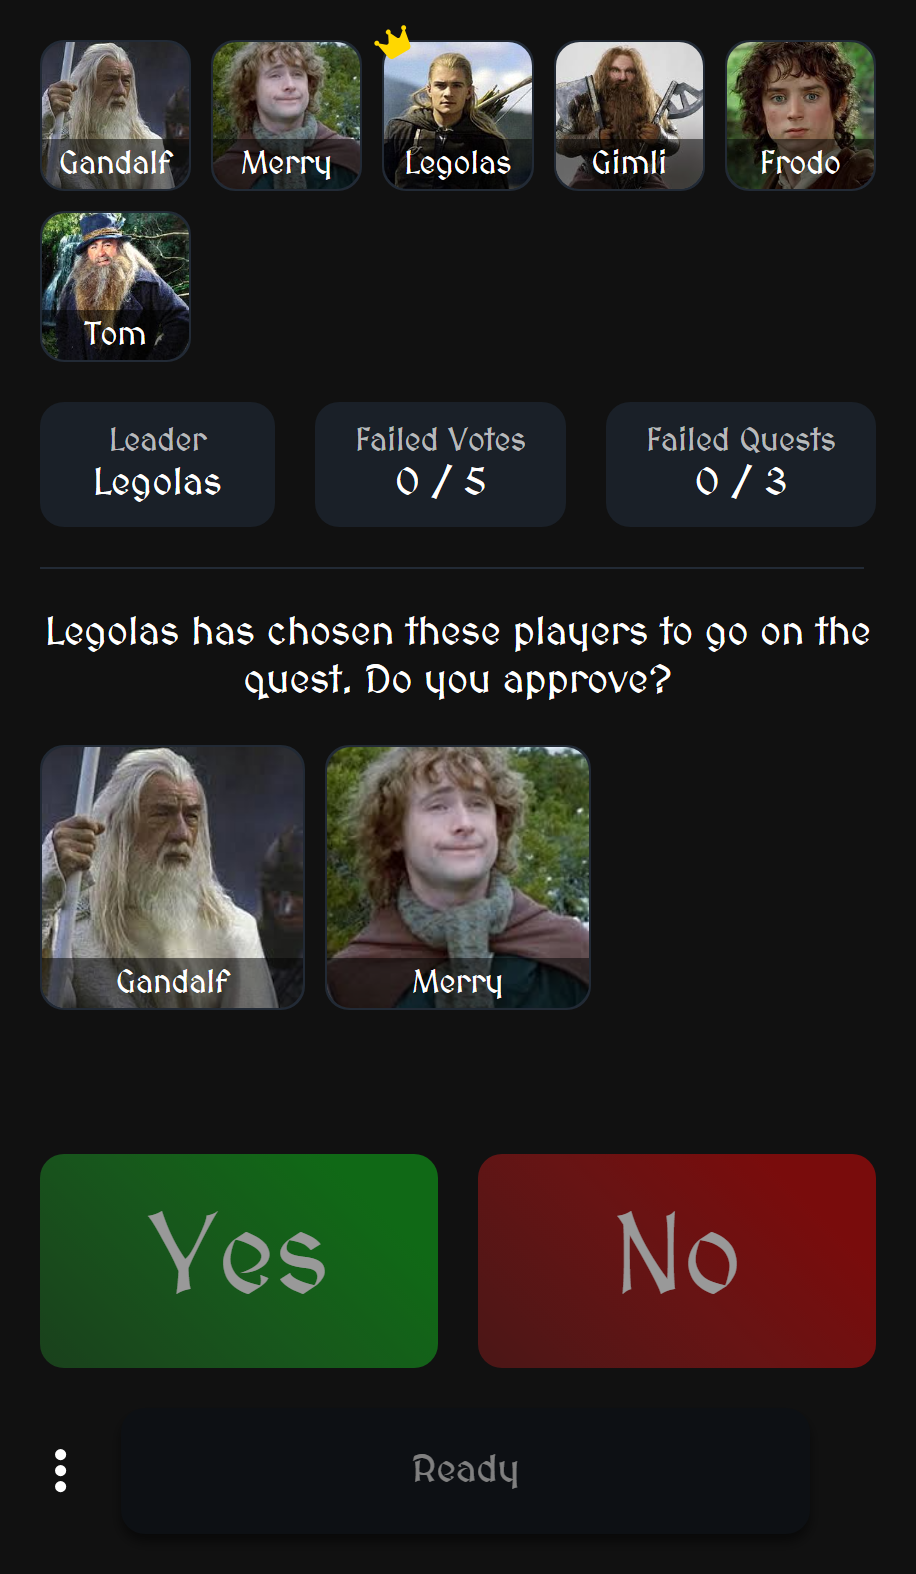 Gandalf
Merry
Legolas
Gimli
Frodo
Tom
Leader
Legolas
Failed Votes
0 / 5
Failed Quests
0 / 3
Legolas has chosen these players to go on the
quest. Do you approve?
Gandalf
Merry
Yes
No
Ready